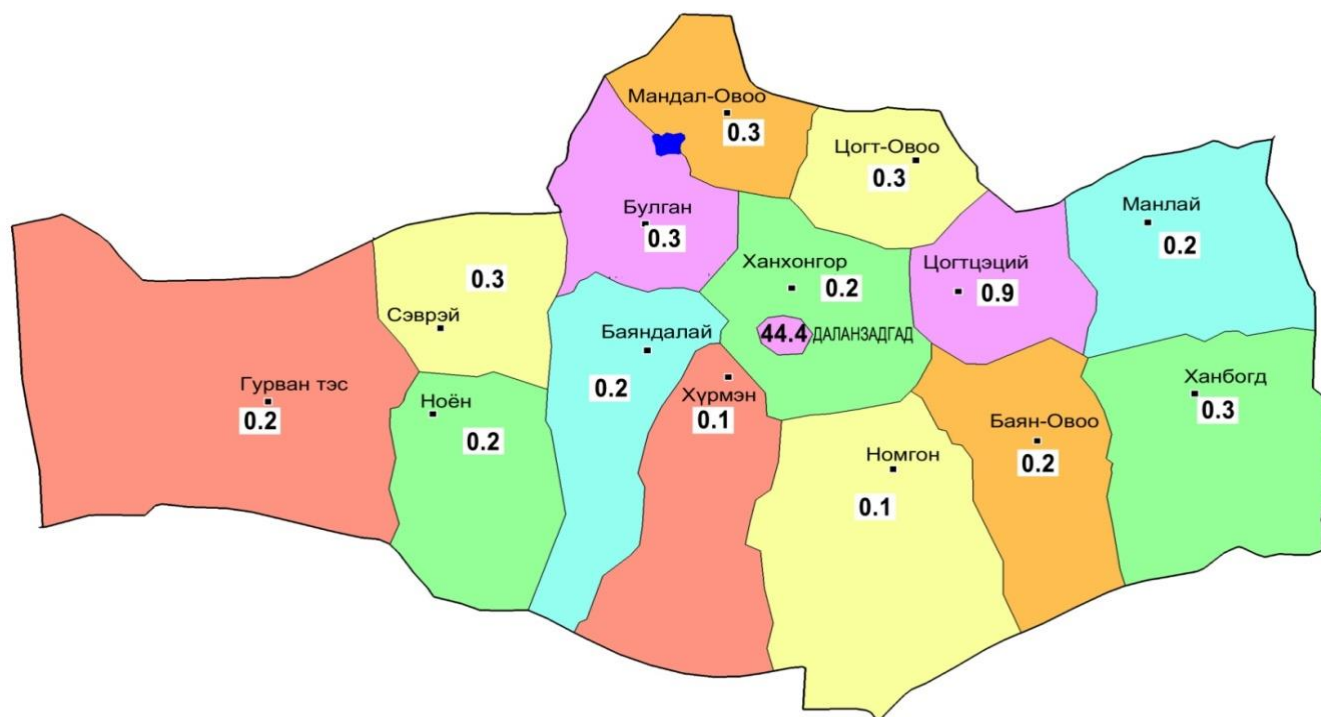 Мандал-Овоо
0.3
Цогт-Овоо
0.3
Булган
0.3
Манлай
0.2
Ханхонгор
0.2
Цогтцэций
0.9
0.3
Сэврэй
44.4 ДАЛАНЗАДГАД
Баяндалай
0.2
Гурван тэс
0.2
Ноён
0.2
Хүрмэн
0.1
Ханбогд
0.3
Баян-Овоо
0.2
Номгон
0.1